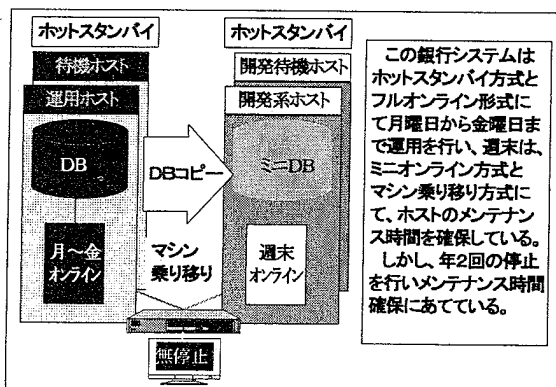 ホットスタンバイ
ホットスタンバイ
待機ホスト
運用ホスト
開発待機ホスト
開発系ホスト
DB
DBコピー
ミニDB
月～金
オンライン
マシン
乗り移り
週末
オンライン
無停止
この銀行システムは
ホットスタンバイ方式と
フルオンライン形式に
て月曜日から金曜日ま
で運用を行い、週末は、
ミニオンライン方式と
マシン乗り移り方式に
て、ホストのメンテナン
ス時間を確保している。
しかし、年2回の停止
を行いメンテナンス時間
確保にあてている。